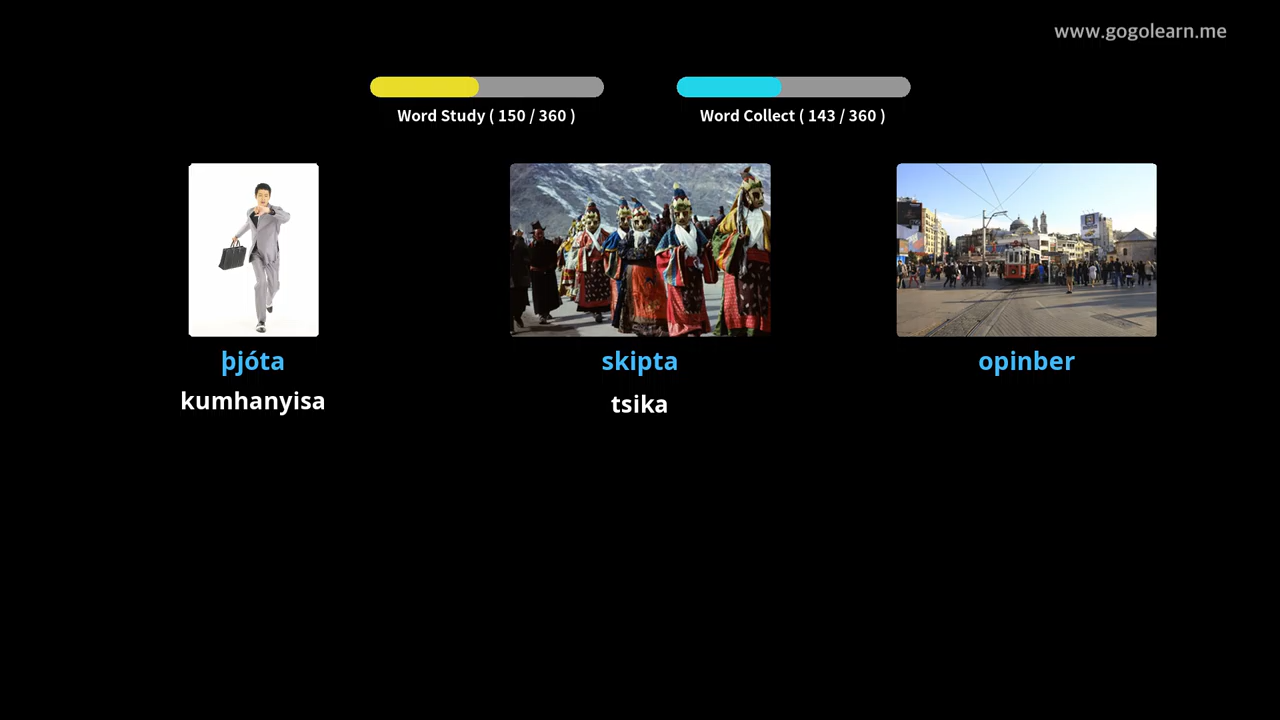 www.gogolearn.me
Word Study ( 150 / 360 )
Word Collect ( 143 / 360 )
þjóta
skipta
opinber
kumhanyisa
tsika